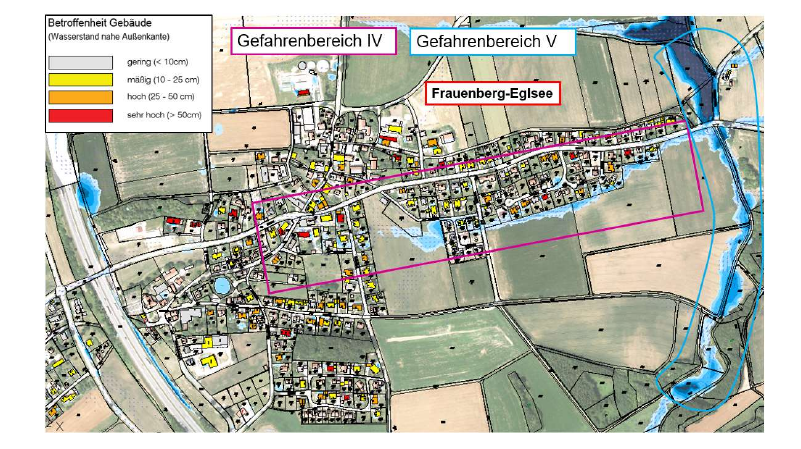 Betroffenheit Gebäude
(Wasserstand nahe Außenkante)
gering (< 10cm)
mäßig (10 - 25 cm)
hoch (25 - 50 cm)
sehr hoch (> 50cm)
Gefahrenbereich IV
Gefahrenbereich V
Frauenberg-Eglsee